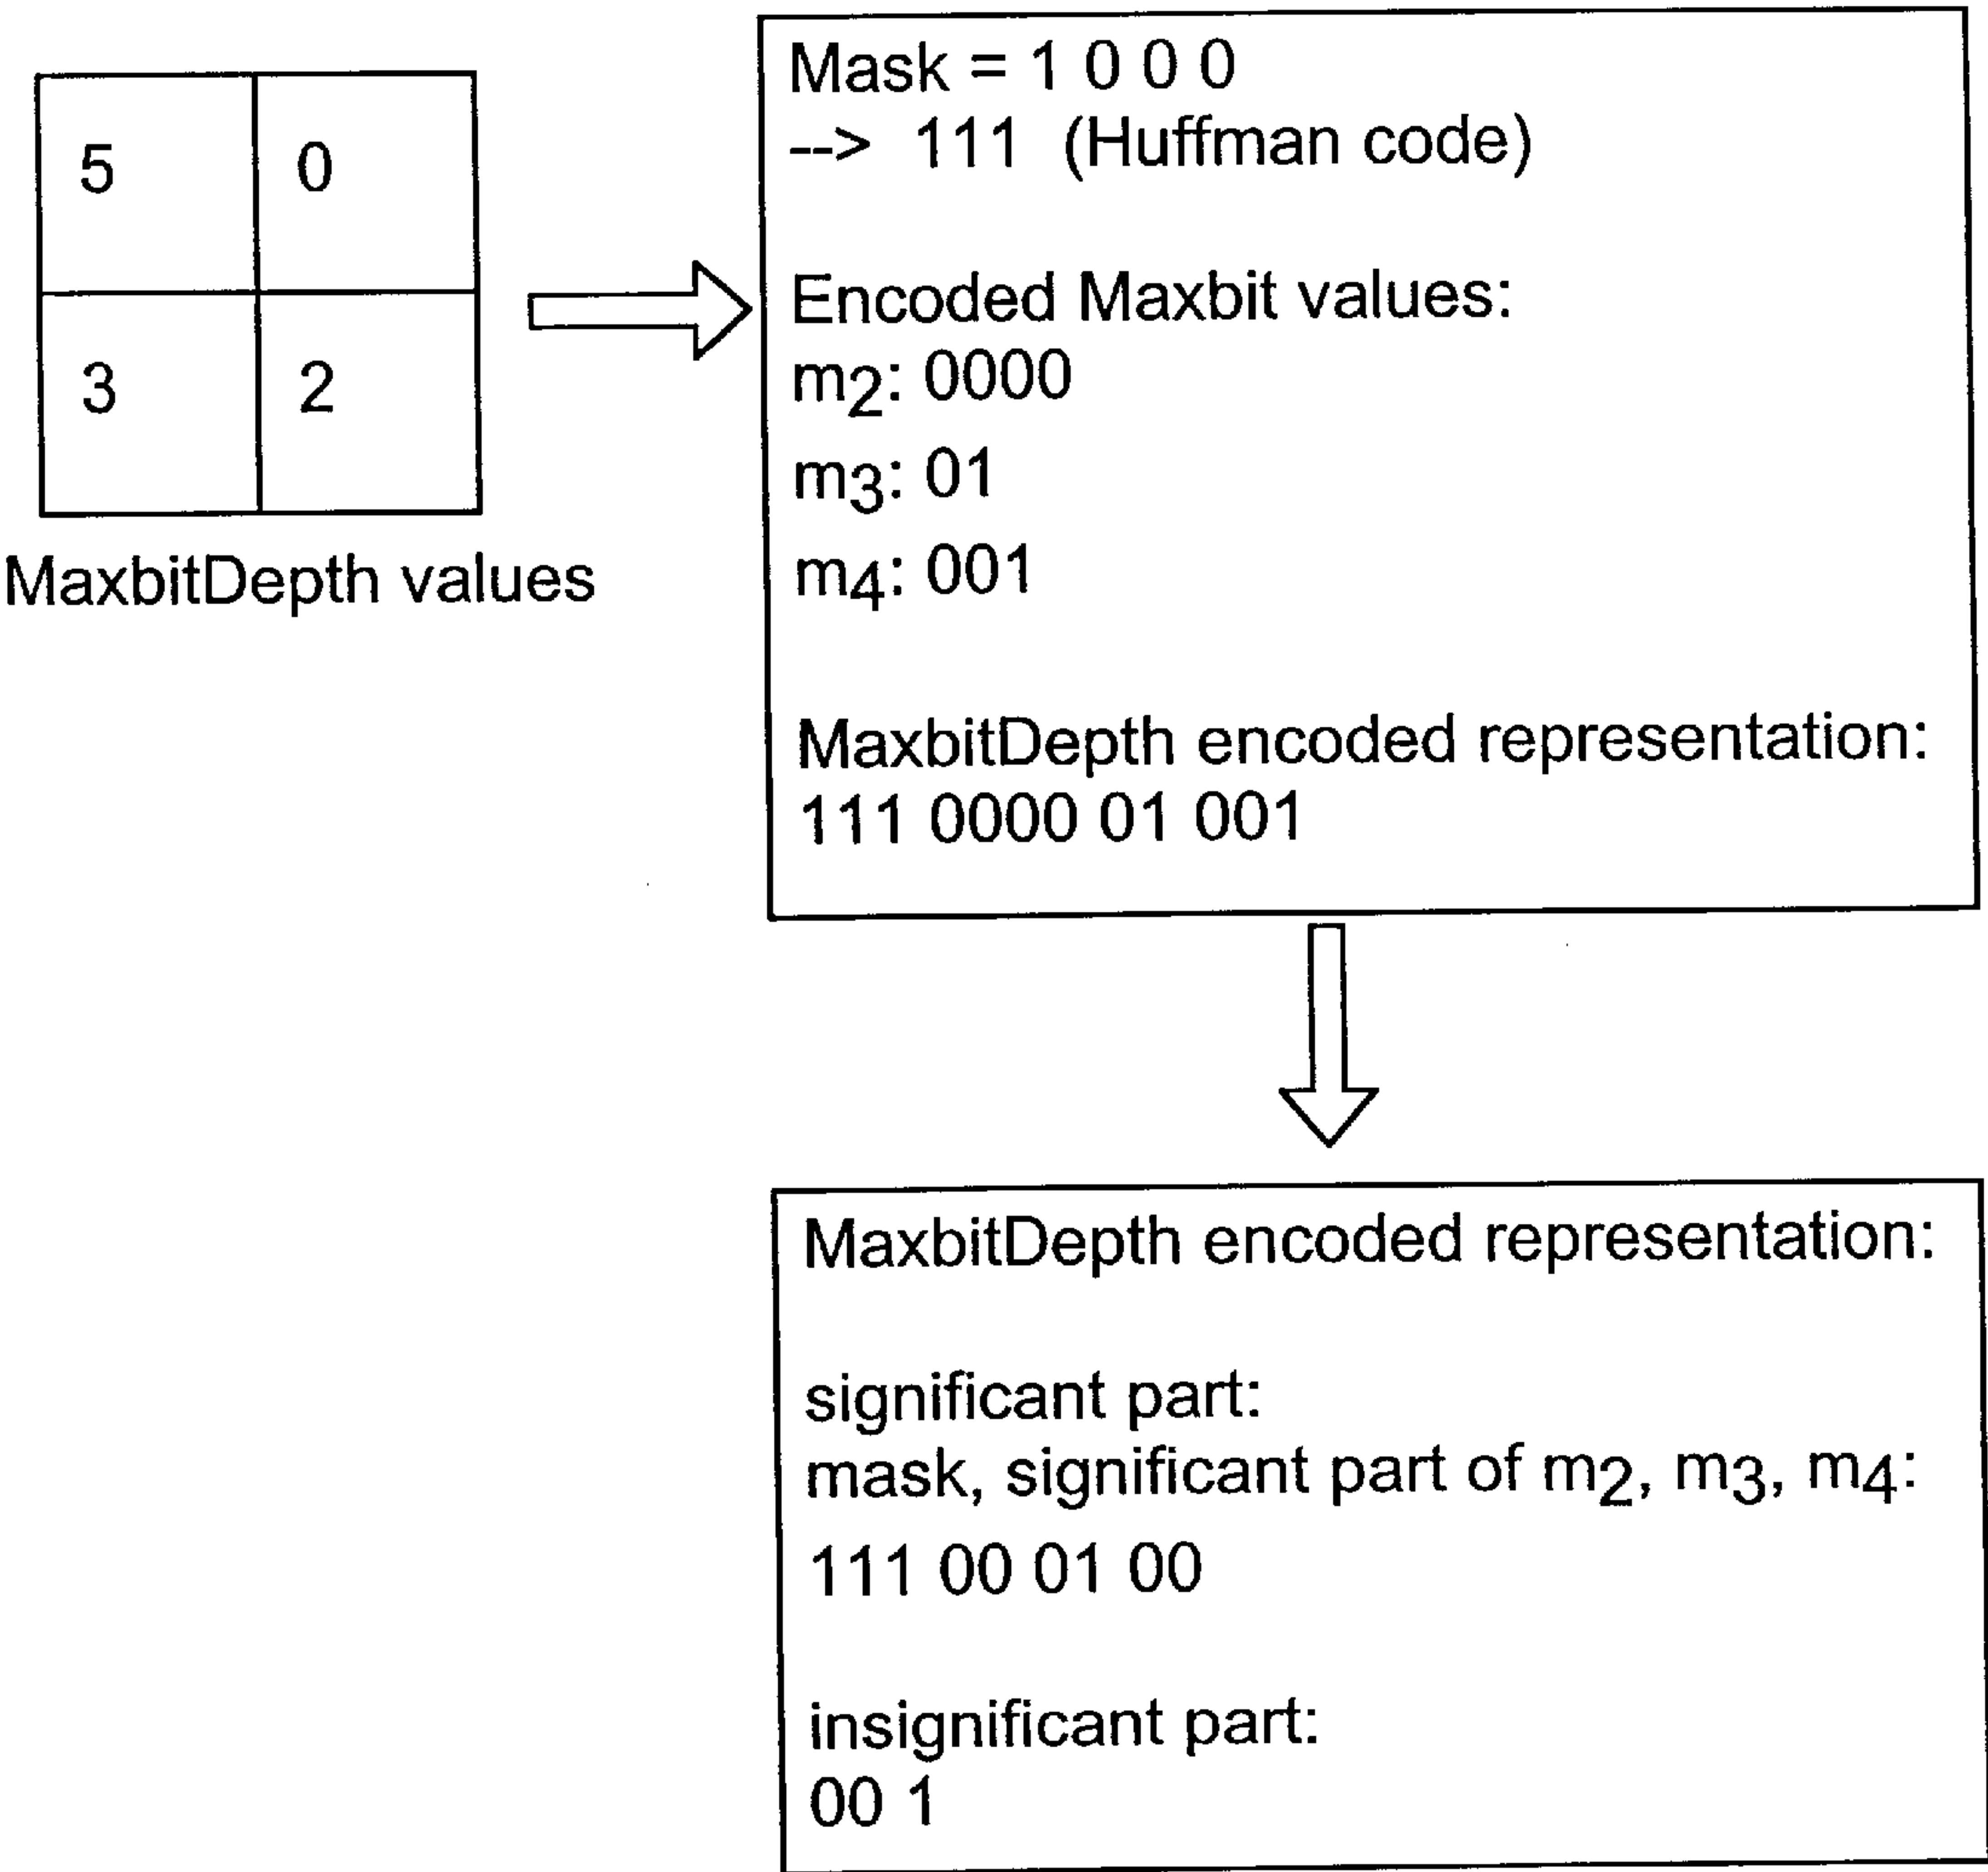 5 0
3 2
MaxbitDepth values
Mask = 1 0 0 0
--> 111 (Huffman code)
Encoded Maxbit values:
m2: 0000
m3: 01
m4: 001
MaxbitDepth encoded representation:
111 0000 01 001
MaxbitDepth encoded representation:
significant part:
mask, significant part of m2, m3, m4:
111 00 01 00
insignificant part:
00 1